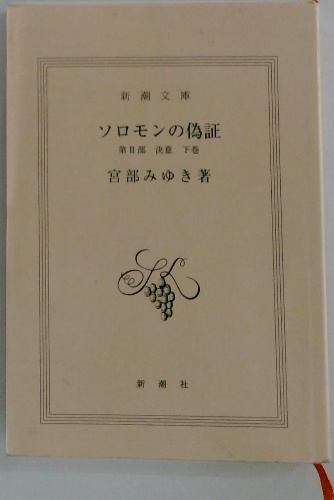 新潮文庫
ソロモンの偽証
第Ⅱ部 決意 下巻
宮部みゆき著
新潮社